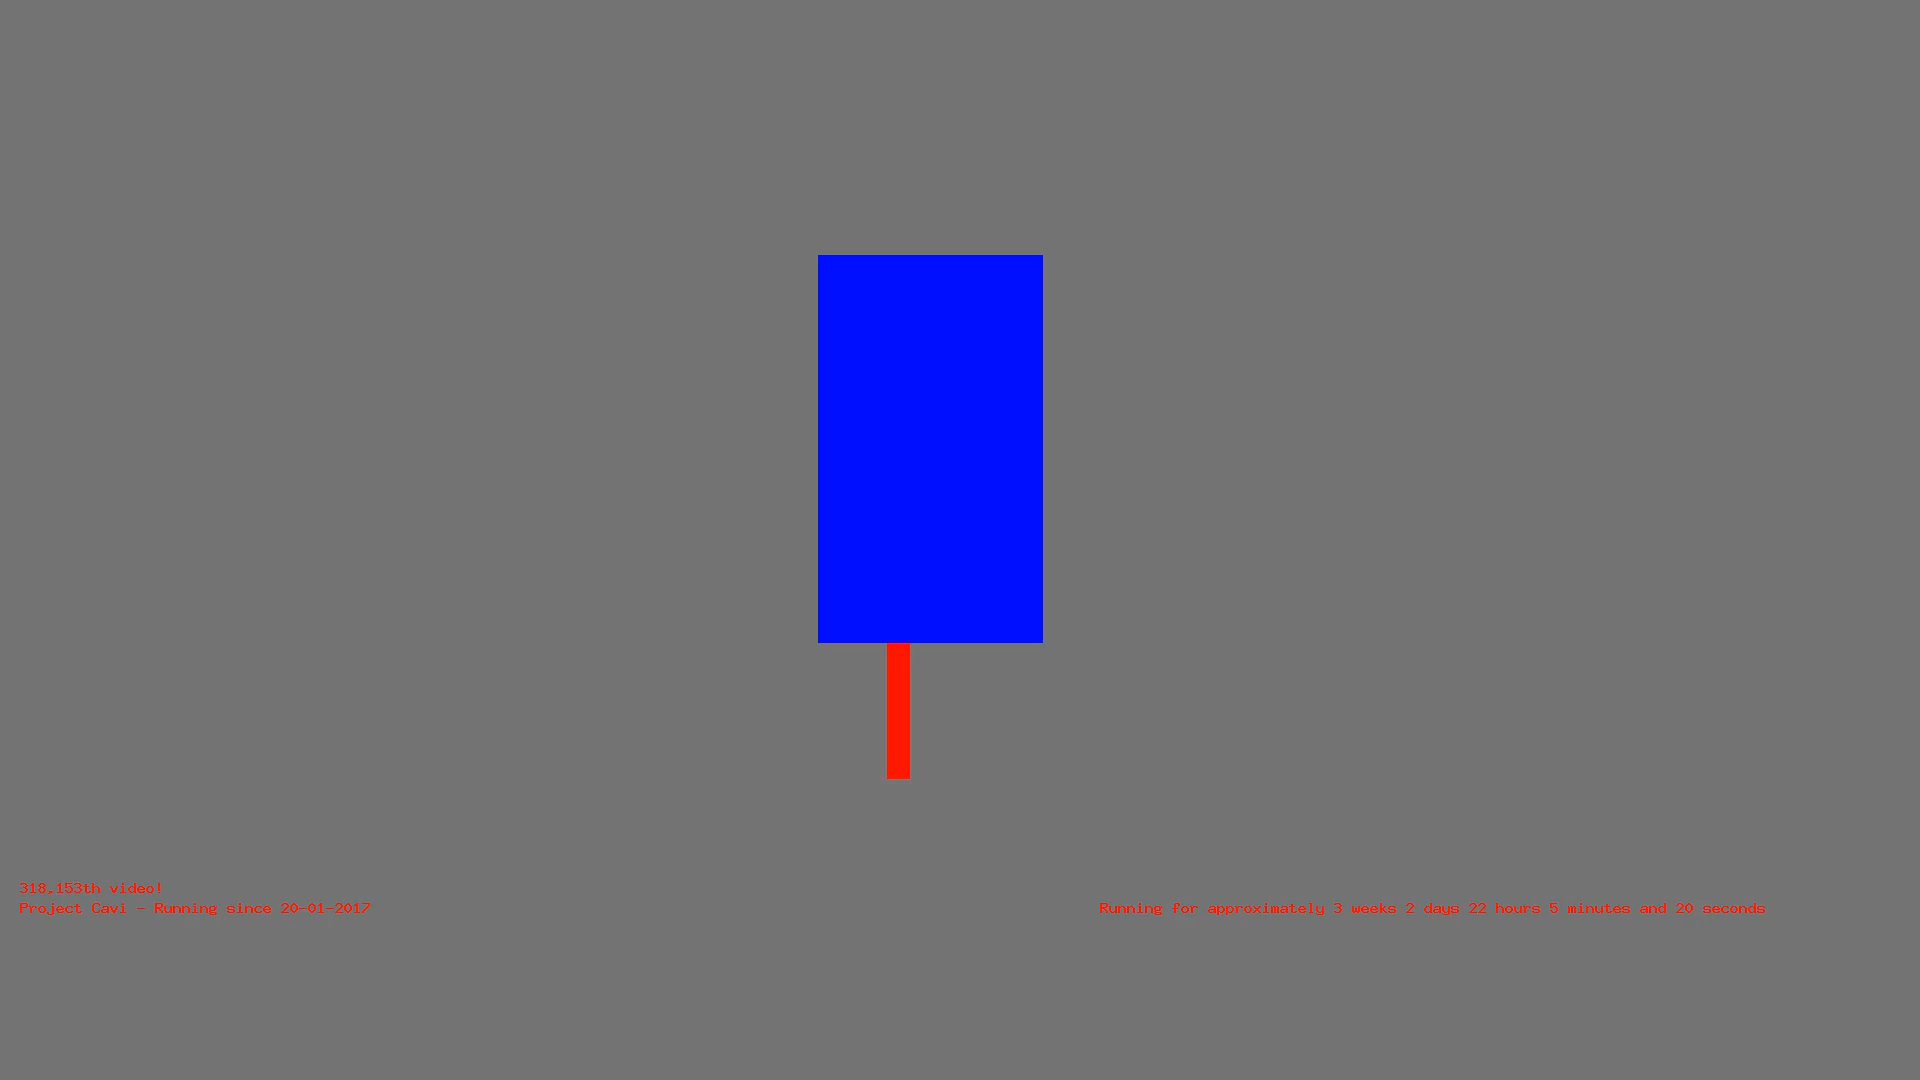 318,153th video!
Project Cavi - Running since 20-01-2017
Running for approximately 3 weeks 2 days 22 hours 5 minutes and 20 seconds